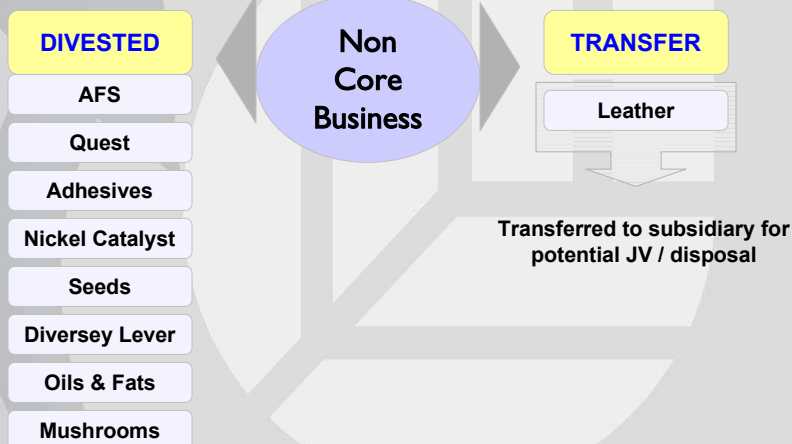 DIVESTED
AFS
Quest
Adhesives
Nickel Catalyst
Seeds
Diversey Lever
Oils & Fats
Mushrooms
Non
Core
Business
TRANSFER
Leather
Transferred to subsidiary for
potential JV / disposal